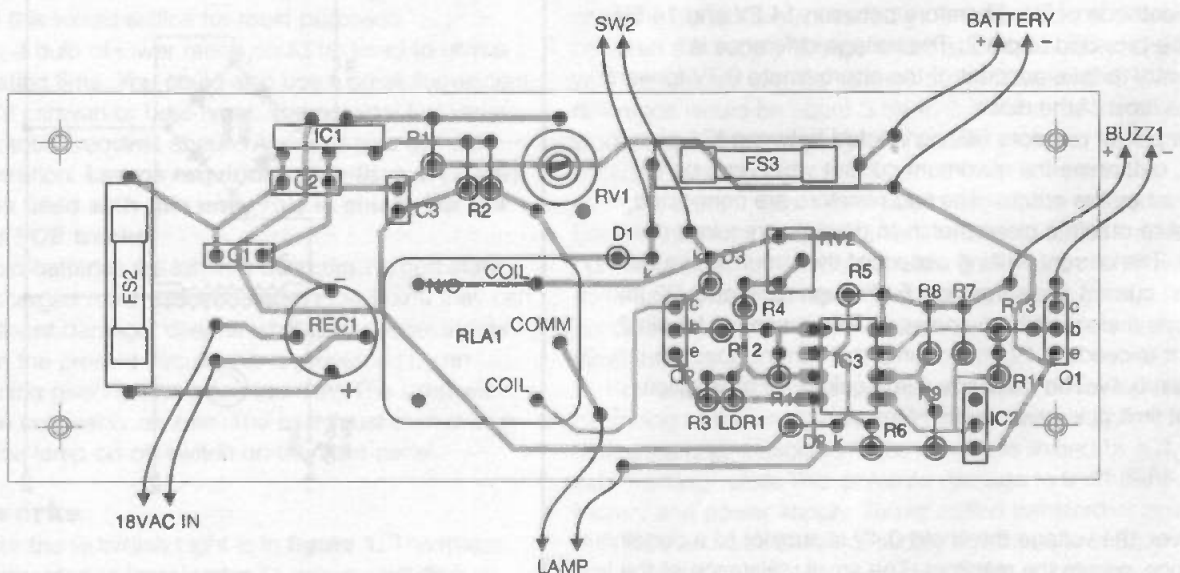 SW2
BATTERY
+ −
BUZZ1
IC1
R1
FS3
C2
C3
R2
RV1
D1
k
k
D3
RV2
FS2
C1
N/C
COIL
R5
c
R4
R8
R7
R13
c
REC1
COMM
b
R12
IC3
b
RLA1
e
e
+
COIL
R11
Q1
R3
LDR1
R9
IC2
D2
k
R6
18VAC IN
LAMP